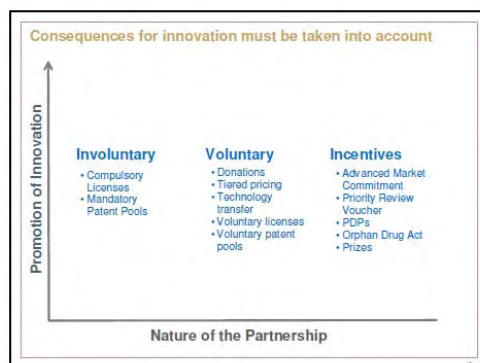 Consequences for innovation must be taken into account
Promotion of Innovation
Involuntary
• Compulsory
Licenses
• Mandatory
Patent Pools
Voluntary
• Donations
• Tiered pricing
• Technology
transfer
• Voluntary licenses
• Voluntary patent
pools
Incentives
• Advanced Market
Commitment
• Priority Review
Voucher
• PDPs
• Orphan Drug Act
• Prizes
Nature of the Partnership